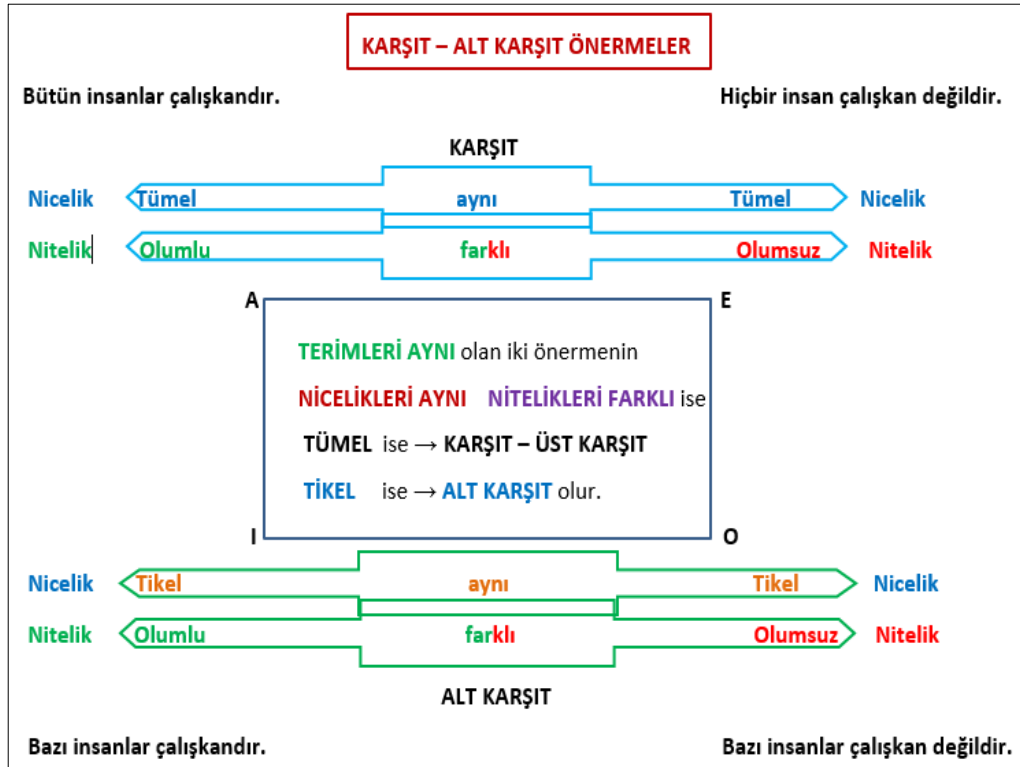 KARŞIT – ALT KARŞIT ÖNERMELER
Bütün insanlar çalışkandır. Hiçbir insan çalışkan değildir.
KARŞIT
Nicelik Tümel aynı Tümel Nicelik
Nitelik Olumlu farklı Olumsuz Nitelik
A E
TERİMLERİ AYNI olan iki önermenin
NİCELİKLERİ AYNI NİTELİKLERİ FARKLI ise
TÜMEL ise → KARŞIT – ÜST KARŞIT
TİKEL ise → ALT KARŞIT olur.
I O
Nicelik Tikel aynı Tikel Nicelik
Nitelik Olumlu farklı Olumsuz Nitelik
ALT KARŞIT
Bazı insanlar çalışkandır. Bazı insanlar çalışkan değildir.